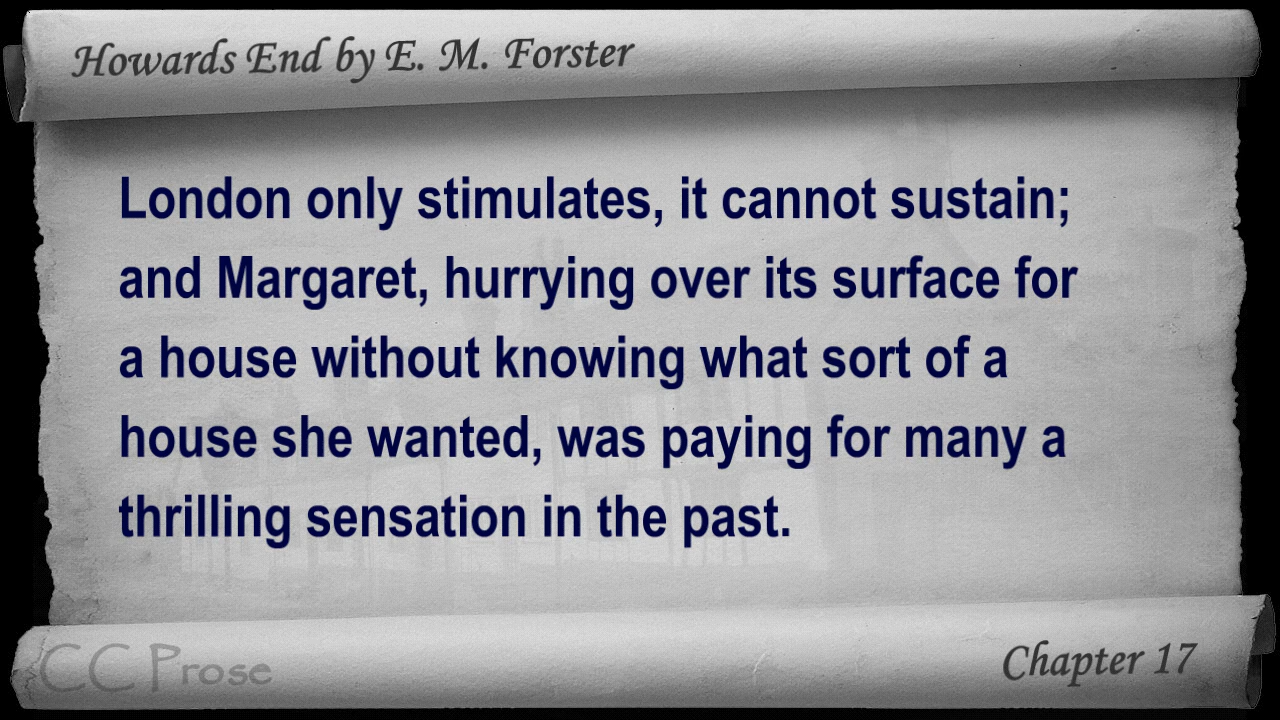 Howards End by E. M. Forster
London only stimulates, it cannot sustain;
and Margaret, hurrying over its surface for
a house without knowing what sort of a
house she wanted, was paying for many a
thrilling sensation in the past.
CC Prose
Chapter 17